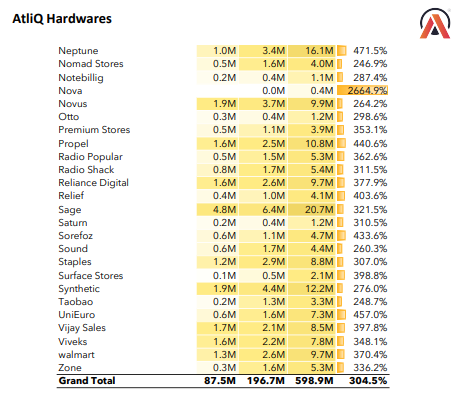 AtliQ Hardwares
Neptune 1.0M 3.4M 16.1M 471.5%
Nomad Stores 0.5M 1.6M 4.0M 246.9%
Notebillig 0.2M 0.4M 1.1M 287.4%
Nova 0.0M 0.4M 2664.9%
Novus 1.9M 3.7M 9.9M 264.2%
Otto 0.3M 0.4M 1.2M 298.6%
Premium Stores 0.5M 1.1M 3.9M 353.1%
Propel 1.6M 2.5M 10.8M 440.6%
Radio Popular 0.5M 1.5M 5.3M 362.6%
Radio Shack 0.8M 1.7M 5.4M 311.5%
Reliance Digital 1.6M 2.6M 9.7M 377.9%
Relief 0.4M 1.0M 4.1M 403.6%
Sage 4.8M 6.4M 20.7M 321.5%
Saturn 0.2M 0.4M 1.2M 310.5%
Sorefoz 0.6M 1.1M 4.7M 433.6%
Sound 0.6M 1.7M 4.4M 260.3%
Staples 1.2M 2.9M 8.8M 307.0%
Surface Stores 0.1M 0.5M 2.1M 398.8%
Synthetic 1.9M 4.4M 12.2M 276.0%
Taobao 0.2M 1.3M 3.3M 248.7%
UniEuro 0.6M 1.6M 7.3M 457.0%
Vijay Sales 1.7M 2.1M 8.5M 397.8%
Viveks 1.6M 2.2M 7.8M 348.1%
walmart 1.3M 2.6M 9.7M 370.4%
Zone 0.3M 1.6M 5.3M 336.2%
Grand Total 87.5M 196.7M 598.9M 304.5%